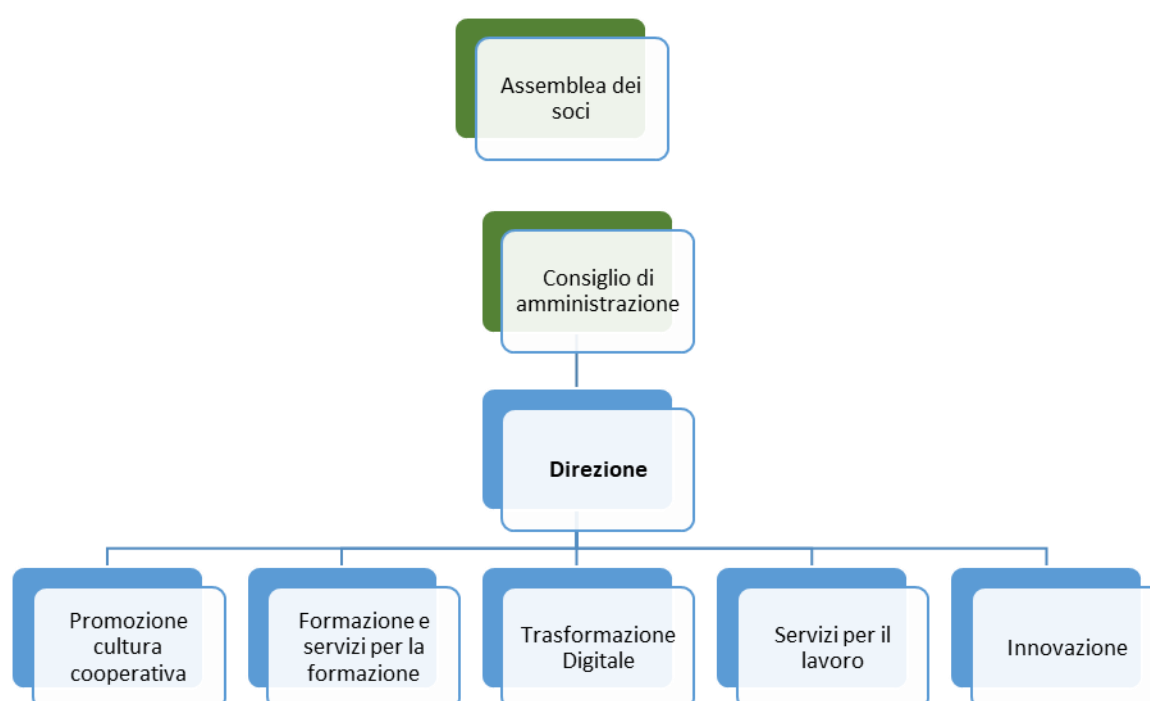 Assemblea dei
soci
Consiglio di
amministrazione
Direzione
Promozione
cultura
cooperativa
Formazione e
servizi per la
formazione
Trasformazione
Digitale
Servizi per il
lavoro
Innovazione